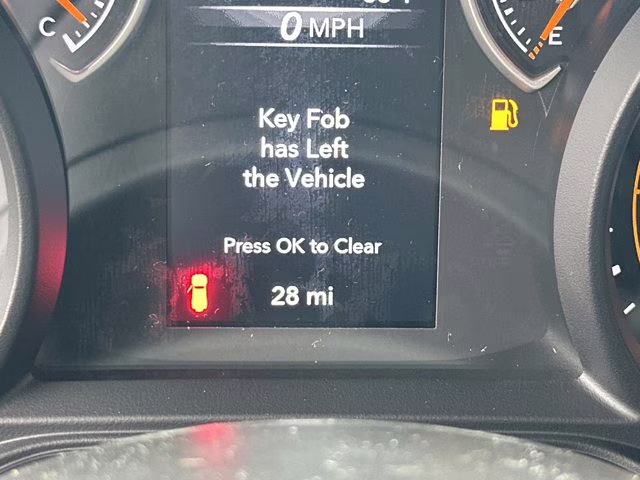 C
0 MPH
E
Key Fob
has Left
the Vehicle
Press OK to Clear
28 mi